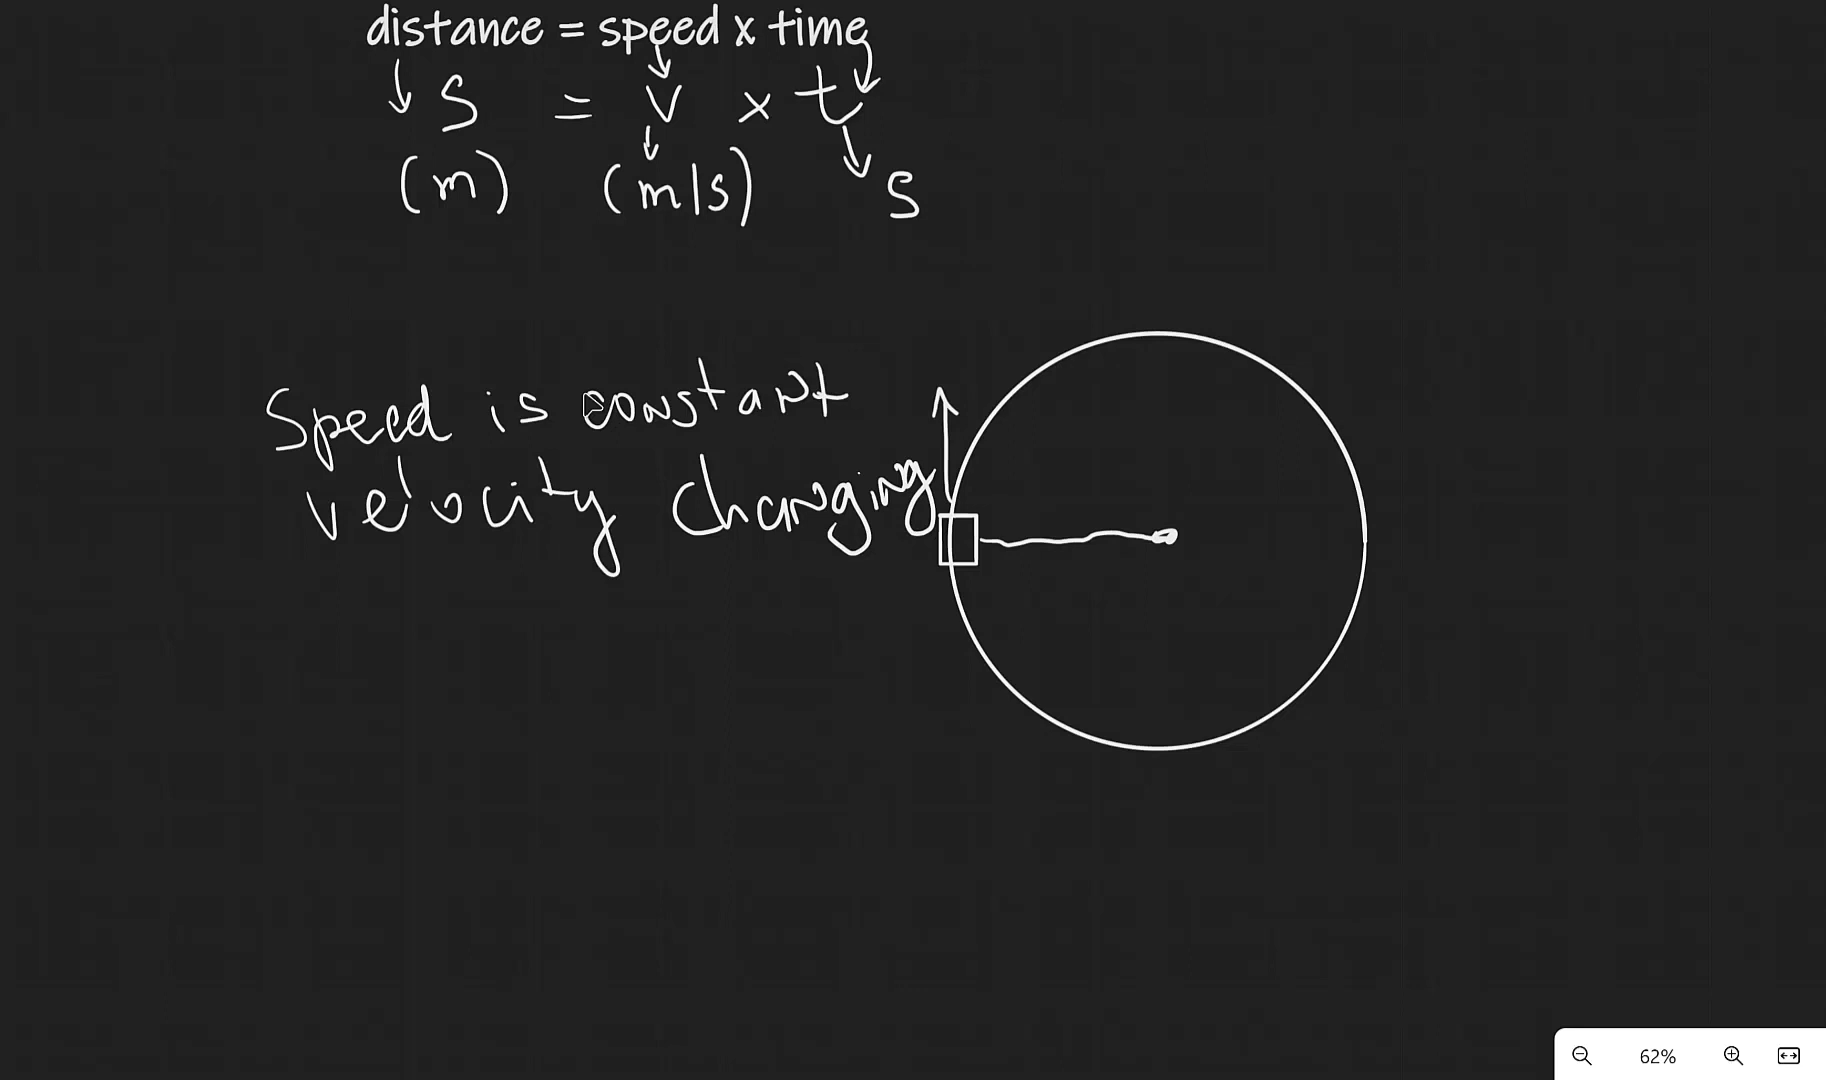 distance = speed x time
S = v x t
(m) (m/s) s
Speed is constant
velocity changing
62%